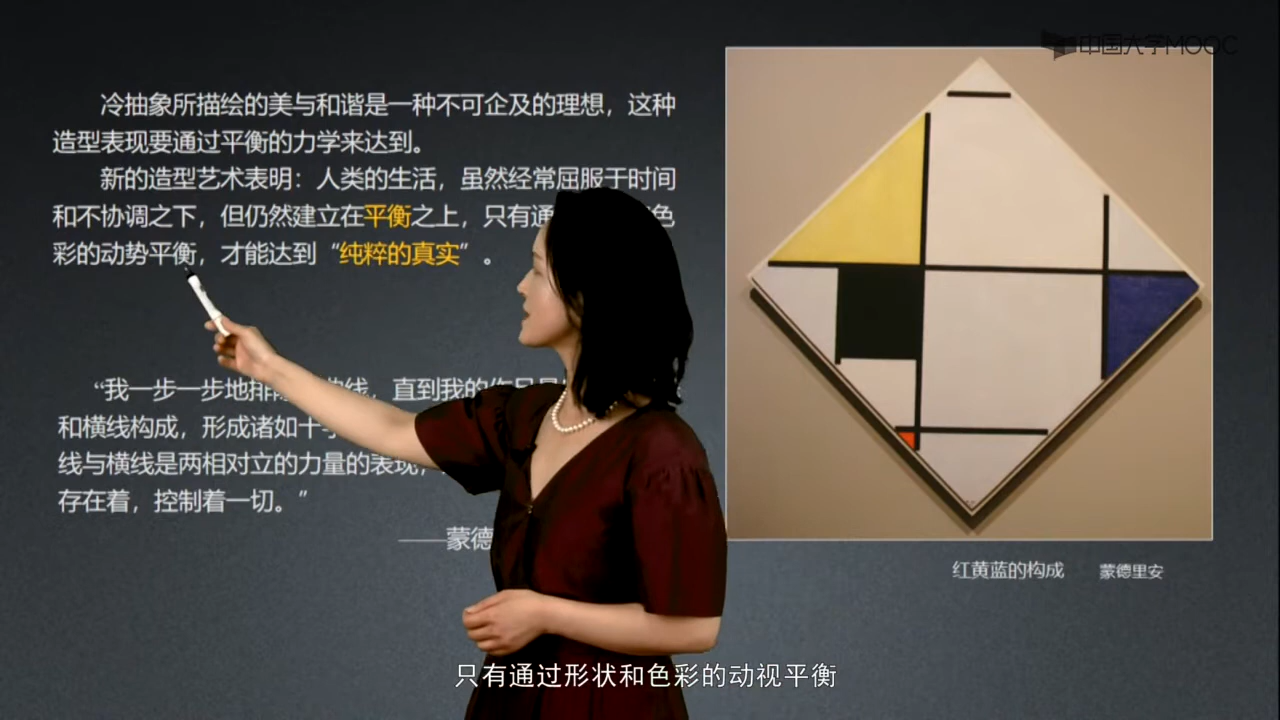 中国大学MOOC
冷抽象所描绘的美与和谐是一种不可企及的理想，这种
造型表现要通过平衡的力学来达到。
新的造型艺术表明：人类的生活，虽然经常屈服于时间
和不协调之下，但仍然建立在平衡之上，只有通 色
彩的动势平衡，才能达到“纯粹的真实”。
“我一步一步地排 线，直到我的作品
和横线构成，形成诸如十字
线与横线是两相对立的力量的表现，
存在着，控制着一切。”
——蒙德
红黄蓝的构成 蒙德里安
只有通过形状和色彩的动视平衡